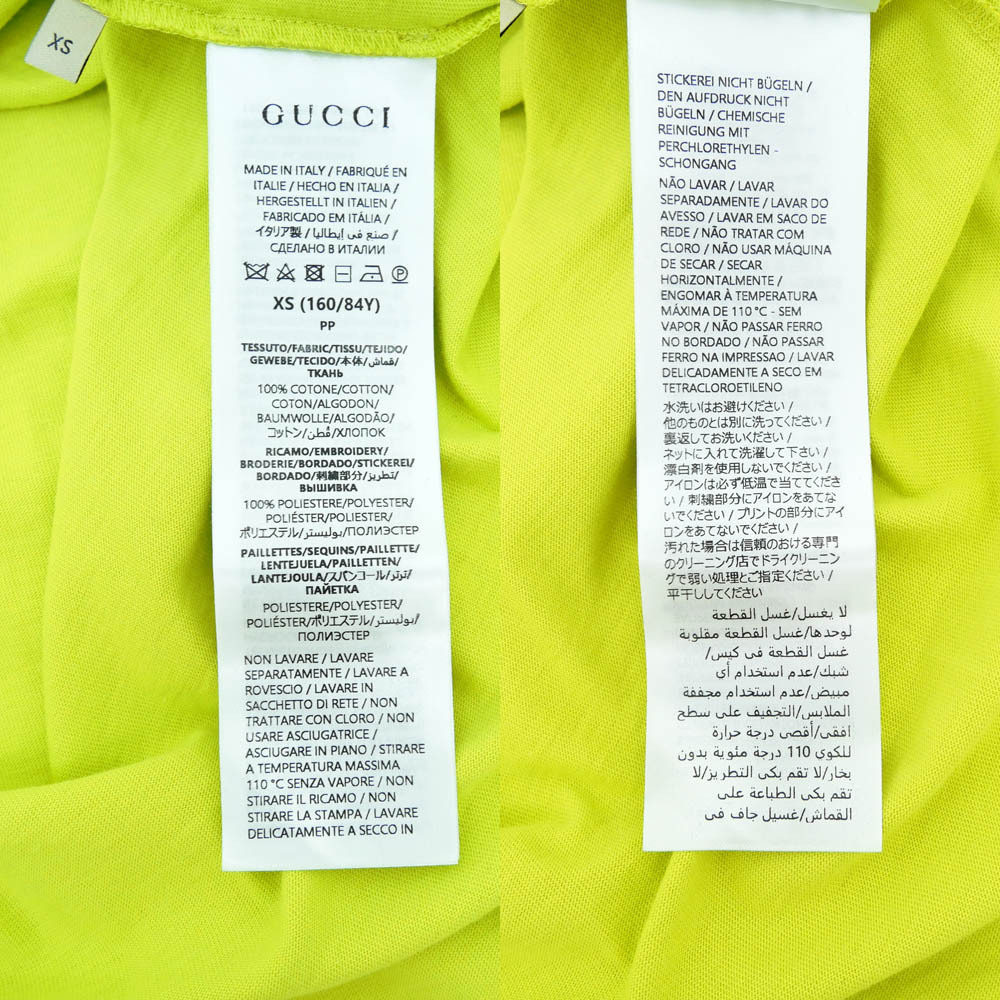 XS
GUCCI
MADE IN ITALY / FABRIQUÉ EN
ITALIE / HECHO EN ITALIA /
HERGESTELLT IN ITALIEN /
FABRICADO EM ITÁLIA /
イタリア製 / صنع فى إيطاليا /
СДЕЛАНО В ИТАЛИИ
XS (160/84Y)
PP
TESSUTO/FABRIC/TISSU/TEJIDO/
GEWEBE/TECIDO/本体/قماش/
ТКАНЬ
100% COTONE/COTTON/
COTON/ALGODON/
BAUMWOLLE/ALGODÃO/
コットン/قُطن/ХЛОПОК
RICAMO/EMBROIDERY/
BRODERIE/BORDADO/STICKEREI/
BORDADO/刺繍部分/تطريز/
ВЫШИВКА
100% POLIESTERE/POLYESTER/
POLIÉSTER/POLYESTER/
ポリエステル/بوليستر/ПОЛИЭСТЕР
PAILLETTES/SEQUINS/PAILLETTE/
LENTEJUELA/PAILLETTEN/
LANTEJOULA/スパンコール/ترتر/
ПАЙЕТКА
POLIESTERE/POLYESTER/
POLIÉSTER/ポリエステル/بوليستر/
ПОЛИЭСТЕР
NON LAVARE / LAVARE
SEPARATAMENTE / LAVARE A
ROVESCIO / LAVARE IN
SACCHETTO DI RETE / NON
TRATTARE CON CLORO / NON
USARE ASCIUGATRICE /
ASCIUGARE IN PIANO / STIRARE
A TEMPERATURA MASSIMA
110 °C SENZA VAPORE / NON
STIRARE IL RICAMO / NON
STIRARE LA STAMPA / LAVARE
DELICATAMENTE A SECCO IN
STICKEREI NICHT BÜGELN /
DEN AUFDRUCK NICHT
BÜGELN / CHEMISCHE
REINIGUNG MIT
PERCHLORETHYLEN -
SCHONGANG
NÃO LAVAR / LAVAR
SEPARADAMENTE / LAVAR DO
AVESSO / LAVAR EM SACO DE
REDE / NÃO TRATAR COM
CLORO / NÃO USAR MÁQUINA
DE SECAR / SECAR
HORIZONTALMENTE /
ENGOMAR À TEMPERATURA
MÁXIMA DE 110 °C - SEM
VAPOR / NÃO PASSAR FERRO
NO BORDADO / NÃO PASSAR
FERRO NA IMPRESSAO / LAVAR
DELICADAMENTE A SECO EM
TETRACLOROETILENO
水洗いはお避けください /
他のものとは別に洗ってください /
裏返してお洗いください /
ネットに入れて洗濯して下さい /
漂白剤を使用しないでください /
アイロンは必ず低温で当ててくださ
い / 刺繍部分にアイロンをあてな
いでください / プリントの部分にアイ
ロンをあてないでください /
汚れた場合は信頼のおける専門
のクリーニング店でドライクリーニン
グで弱い処理とご指定ください /
平干ししてください
لا يغسل/غسل القطعة
لوحدها/غسل القطعة مقلوبة
غسل القطعة فى كيس/
شبك/عدم استخدام أي
مبيض/عدم استخدام مجففة
الملابس/التجفيف على سطح
افقى/أقصى درجة حرارة
للكوي 110 درجة مئوية بدون
بخار/لا تقم بكى التطريز/لا
تقم بكى الطباعة على
القماش/غسيل جاف فى